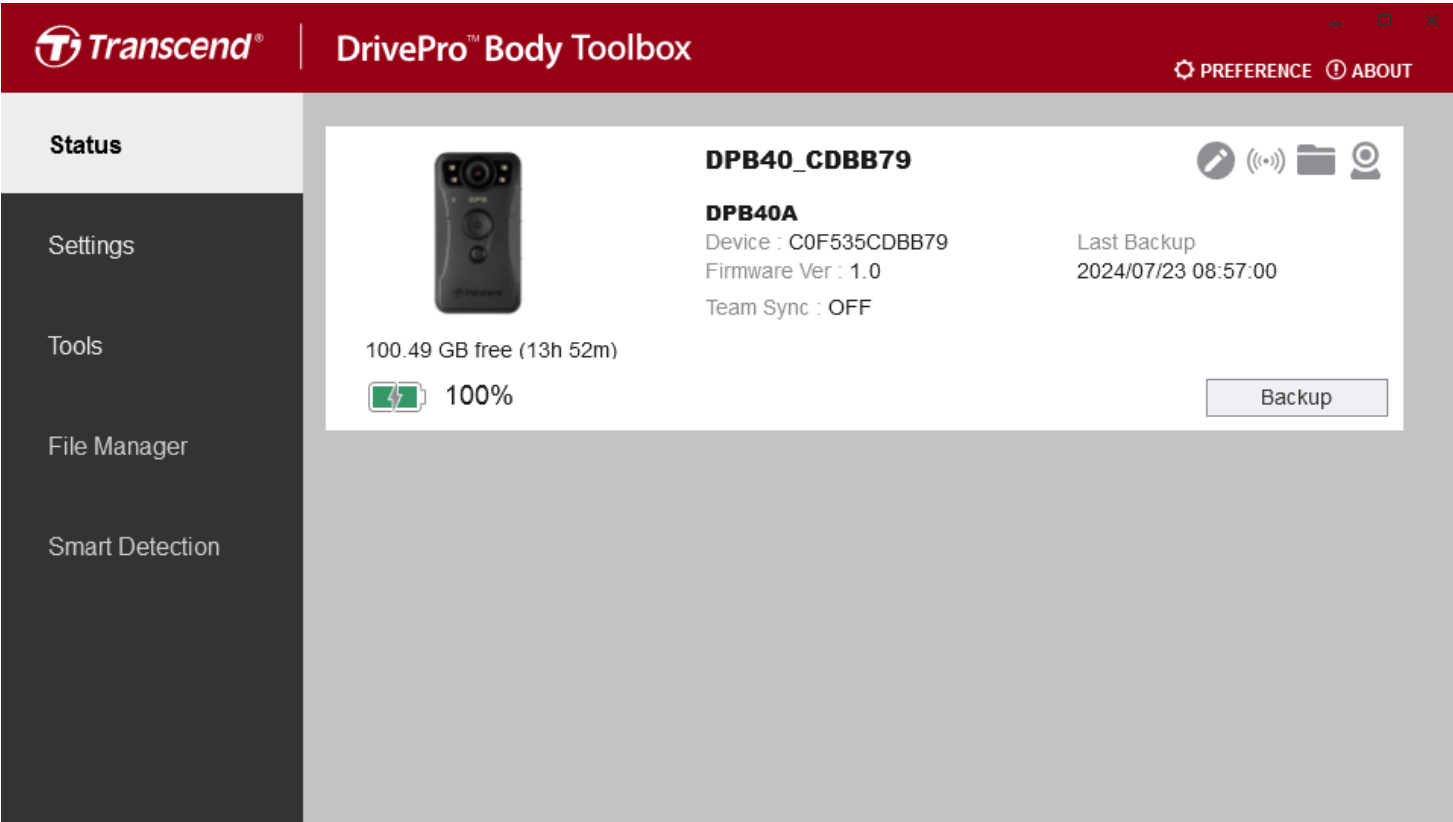 Transcend®
DrivePro™ Body Toolbox
PREFERENCE
ABOUT
Status
Settings
Tools
File Manager
Smart Detection
DPB40_CDBB79
DPB40A
Device : C0F535CDBB79
Firmware Ver : 1.0
Team Sync : OFF
Last Backup
2024/07/23 08:57:00
DPB
Transcend
100.49 GB free (13h 52m)
100%
Backup